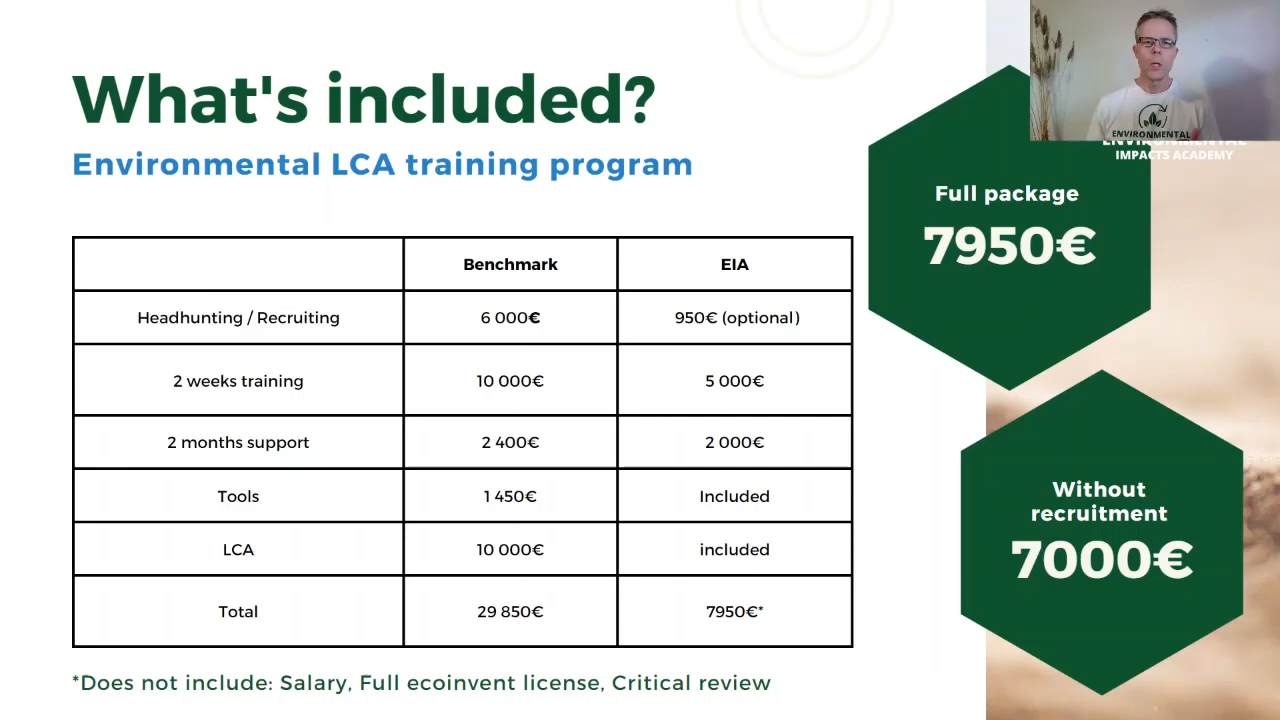 What's included?
Environmental LCA training program
Benchmark EIA
Headhunting / Recruiting 6 000€ 950€ (optional)
2 weeks training 10 000€ 5 000€
2 months support 2 400€ 2 000€
Tools 1 450€ Included
LCA 10 000€ included
Total 29 850€ 7950€*
*Does not include: Salary, Full ecoinvent license, Critical review
ENVIRONMENTAL
ENVIRONMENTAL
IMPACTS ACADEMY
Full package
7950€
Without
recruitment
7000€